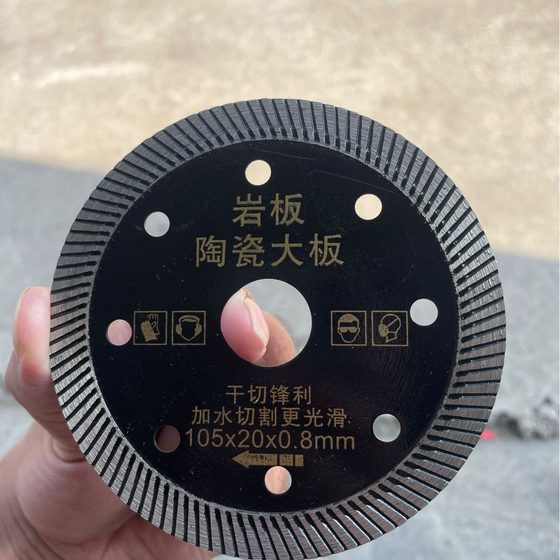 岩板
陶瓷大板
干切锋利
加水切割更光滑
105x20x0.8mm